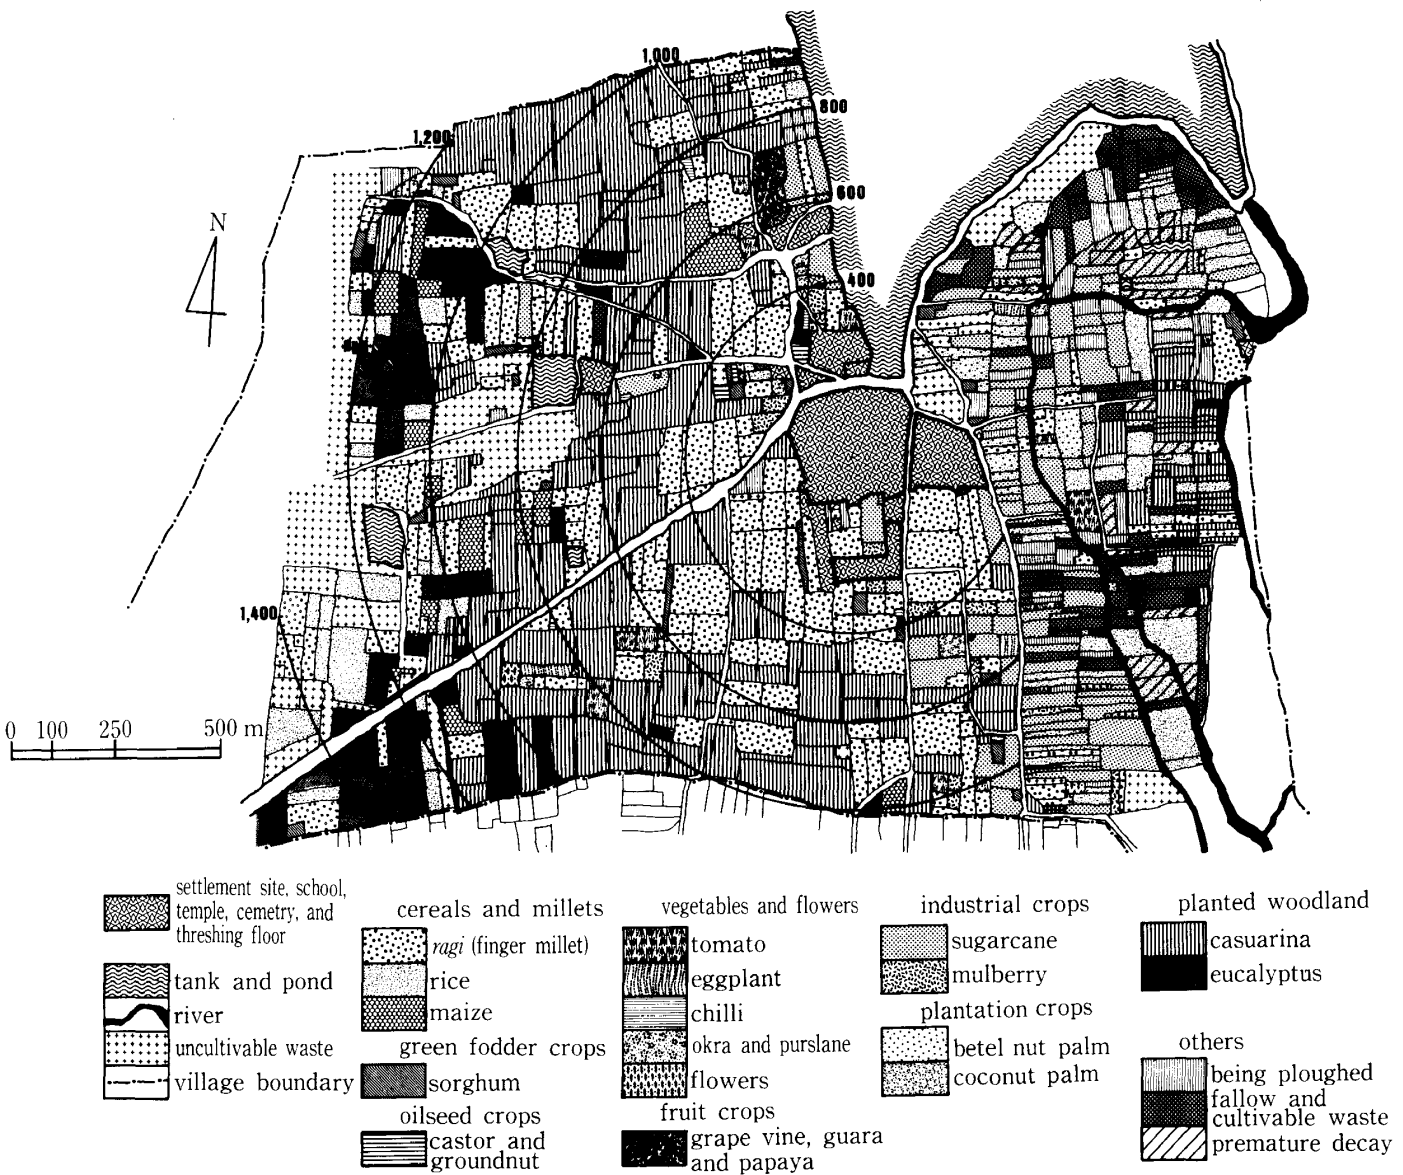 1,000
800
1,200
600
N
400
1,400
0 100 250 500 m
settlement site, school,
temple, cemetry, and
threshing floor
tank and pond
river
uncultivable waste
village boundary
cereals and millets
ragi (finger millet)
rice
maize
green fodder crops
sorghum
oilseed crops
castor and
groundnut
vegetables and flowers
tomato
eggplant
chilli
okra and purslane
flowers
fruit crops
grape vine, guara
and papaya
industrial crops
sugarcane
mulberry
plantation crops
betel nut palm
coconut palm
planted woodland
casuarina
eucalyptus
others
being ploughed
fallow and
cultivable waste
premature decay